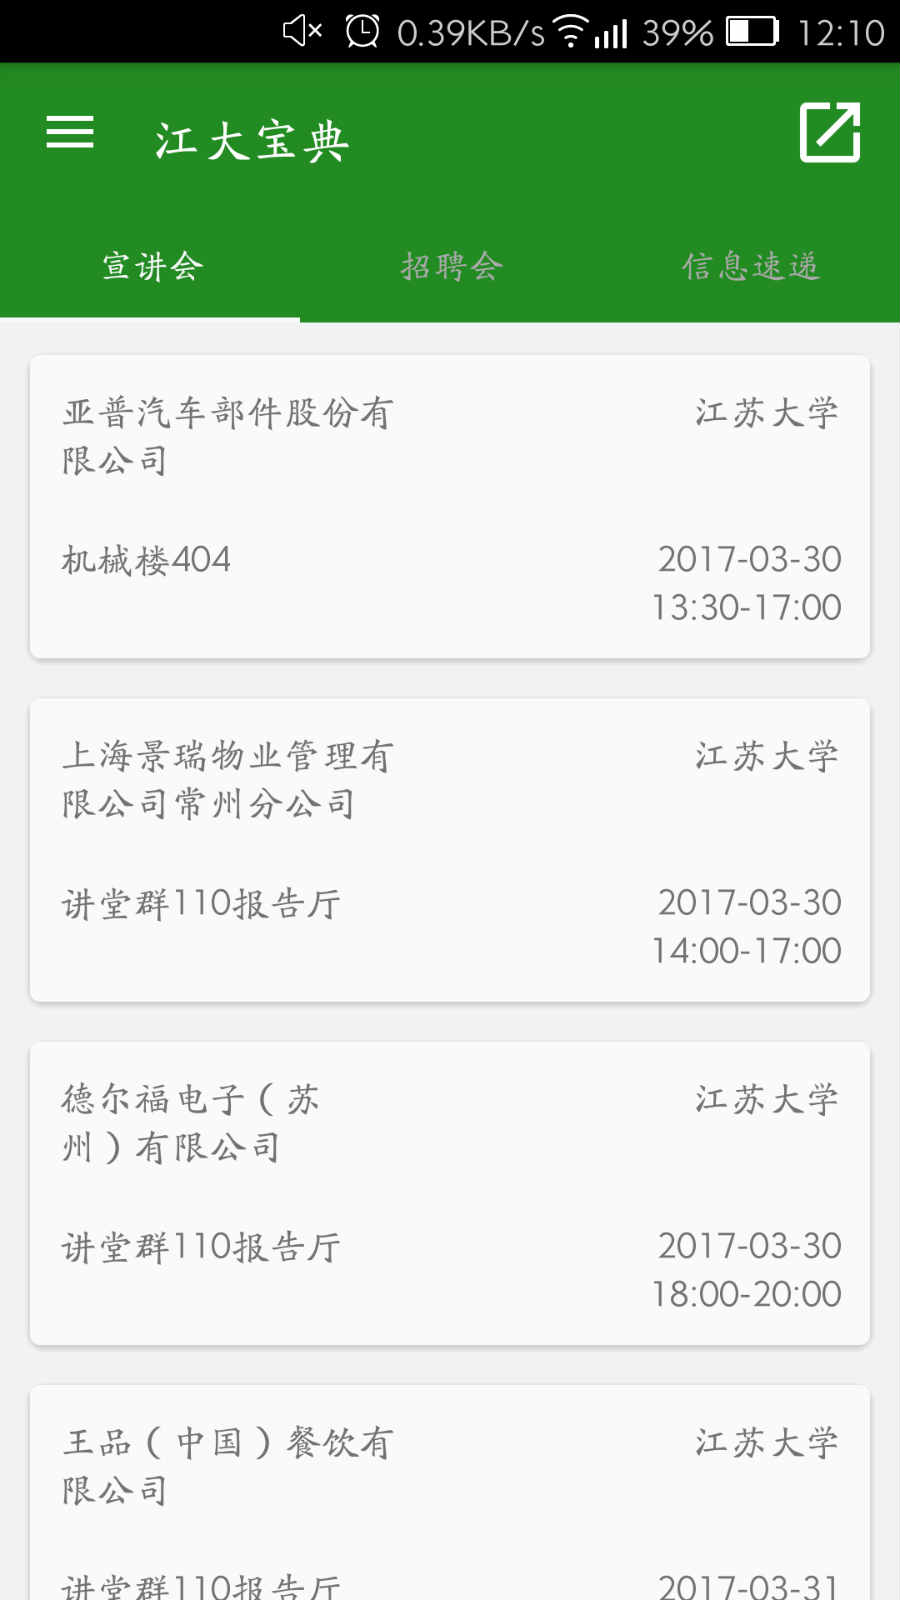 0.39KB/s 39% 12:10
江大宝典
宣讲会 招聘会 信息速递
亚普汽车部件股份有 江苏大学
限公司
机械楼404 2017-03-30
13:30-17:00
上海景瑞物业管理有 江苏大学
限公司常州分公司
讲堂群110报告厅 2017-03-30
14:00-17:00
德尔福电子（苏 江苏大学
州）有限公司
讲堂群110报告厅 2017-03-30
18:00-20:00
王品（中国）餐饮有 江苏大学
限公司
讲堂群110报告厅 2017-03-31